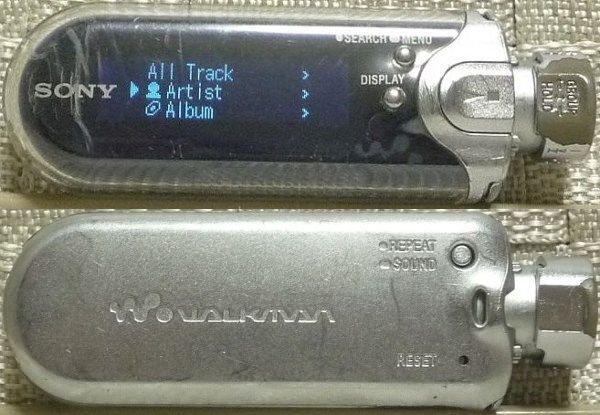 SEARCH MENU
DISPLAY
SONY
All Track >
Artist >
Album >
REPEAT
SOUND
WALKMAN
RESET